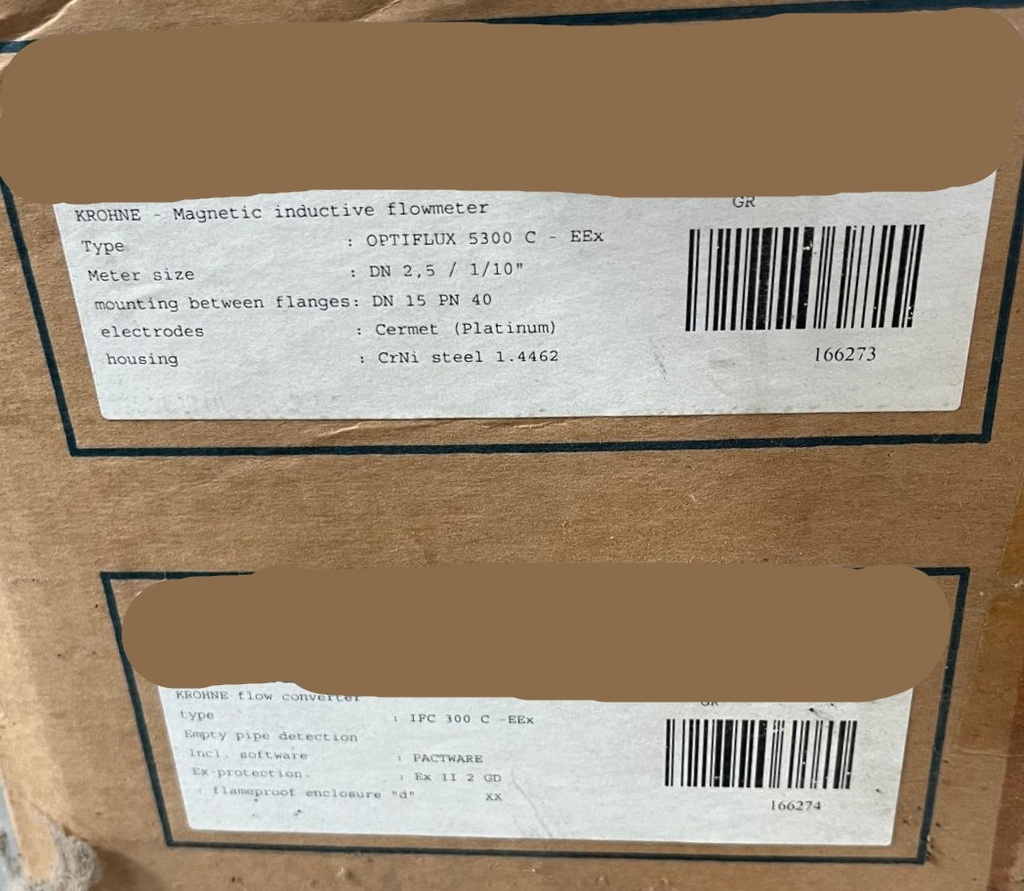 KROHNE - Magnetic inductive flowmeter
GR
Type : OPTIFLUX 5300 C - EEx
Meter size : DN 2,5 / 1/10"
mounting between flanges: DN 15 PN 40
electrodes : Cermet (Platinum)
housing : CrNi steel 1.4462
166273
KROHNE flow converter
GR
type : IFC 300 C -EEx
Empty pipe detection
Incl. software : PACTWARE
Ex-protection. : Ex II 2 GD
: flameproof enclosure "d" XX
166274